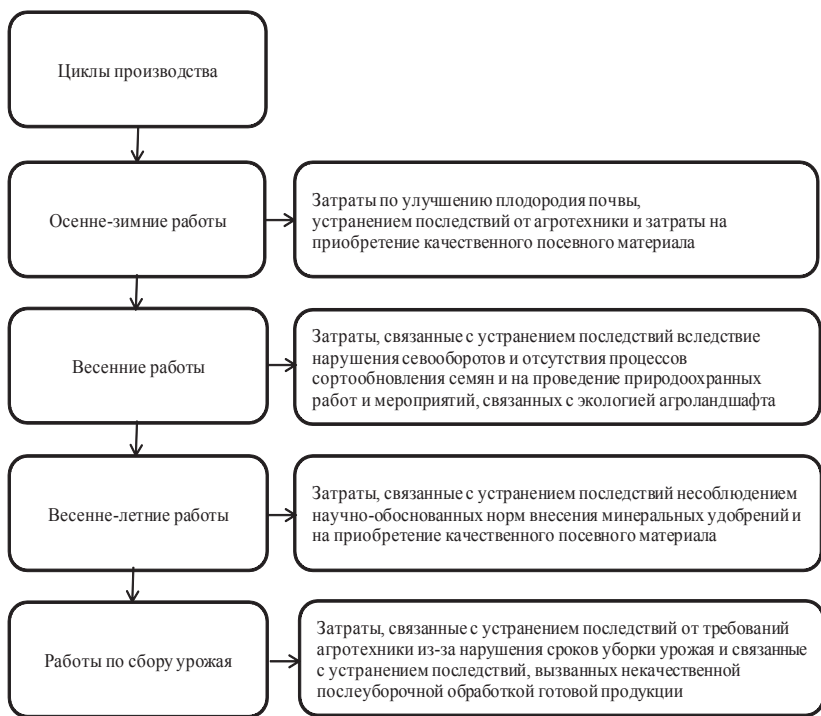 Циклы производства
Осенне-зимние работы
Затраты по улучшению плодородия почвы,
устранением последствий от агротехники и затраты на
приобретение качественного посевного материала
Весенние работы
Затраты, связанные с устранением последствий вследствие
нарушения севооборотов и отсутствия процессов
сортообновления семян и на проведение природоохранных
работ и мероприятий, связанных с экологией агроландшафта
Весенне-летние работы
Затраты, связанные с устранением последствий несоблюдением
научно-обоснованных норм внесения минеральных удобрений и
на приобретение качественного посевного материала
Работы по сбору урожая
Затраты, связанные с устранением последствий от требований
агротехники из-за нарушения сроков уборки урожая и связанные
с устранением последствий, вызванных некачественной
послеуборочной обработкой готовой продукции